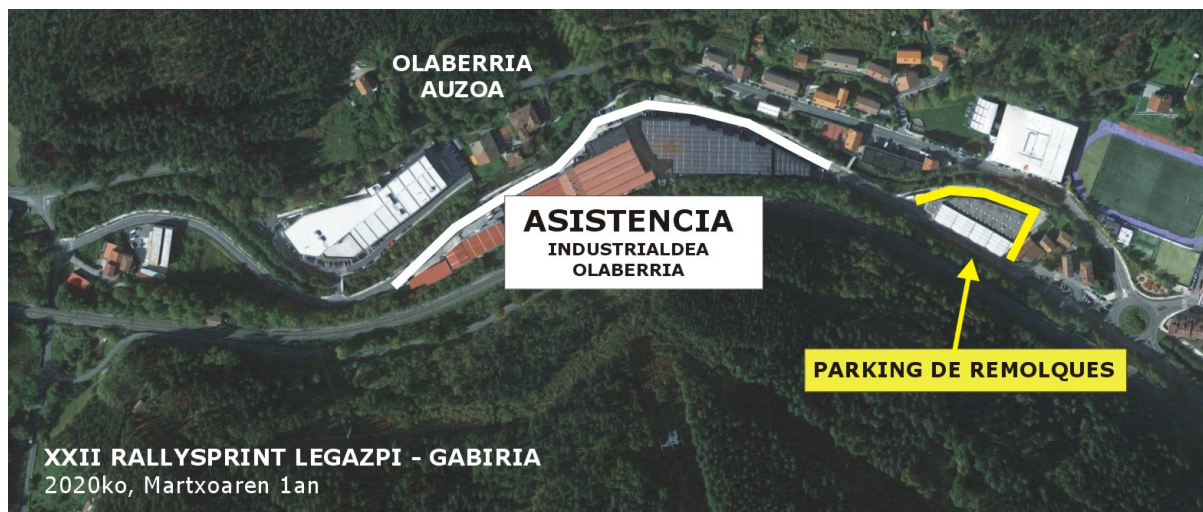 OLABERRIA
AUZOA
ASISTENCIA
INDUSTRIALDEA
OLABERRIA
PARKING DE REMOLQUES
XXII RALLYSPRINT LEGAZPI - GABIRIA
2020ko, Martxoaren 1an